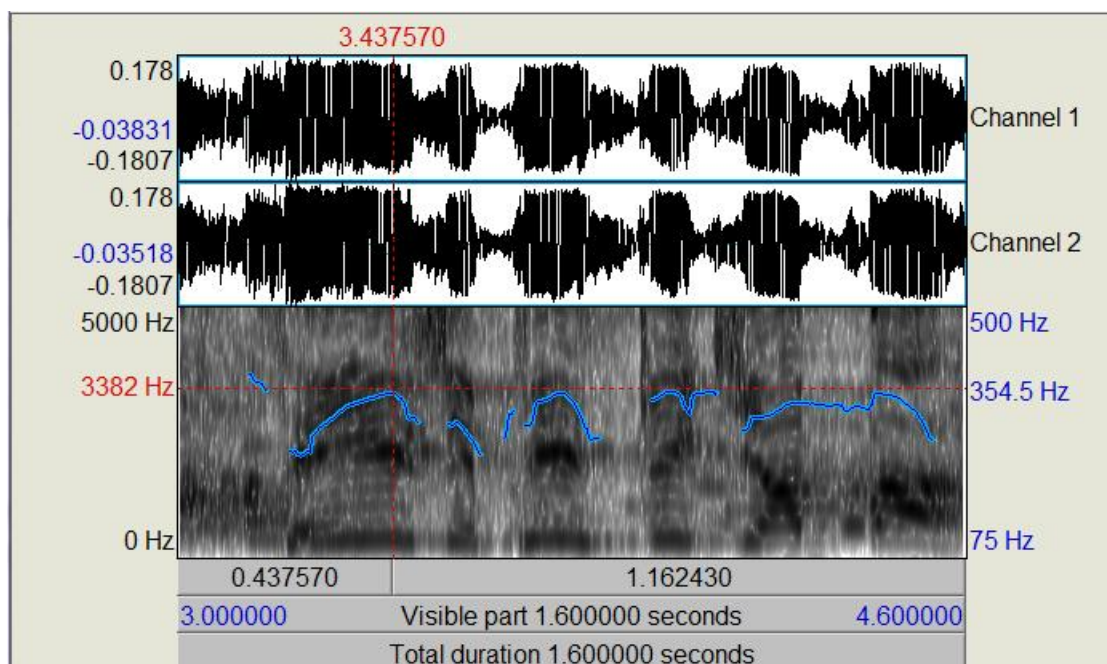 3.437570
0.178
-0.03831
-0.1807
Channel 1
0.178
-0.03518
-0.1807
Channel 2
5000 Hz
500 Hz
3382 Hz
354.5 Hz
0 Hz
75 Hz
0.437570 1.162430
3.000000 Visible part 1.600000 seconds 4.600000
Total duration 1.600000 seconds